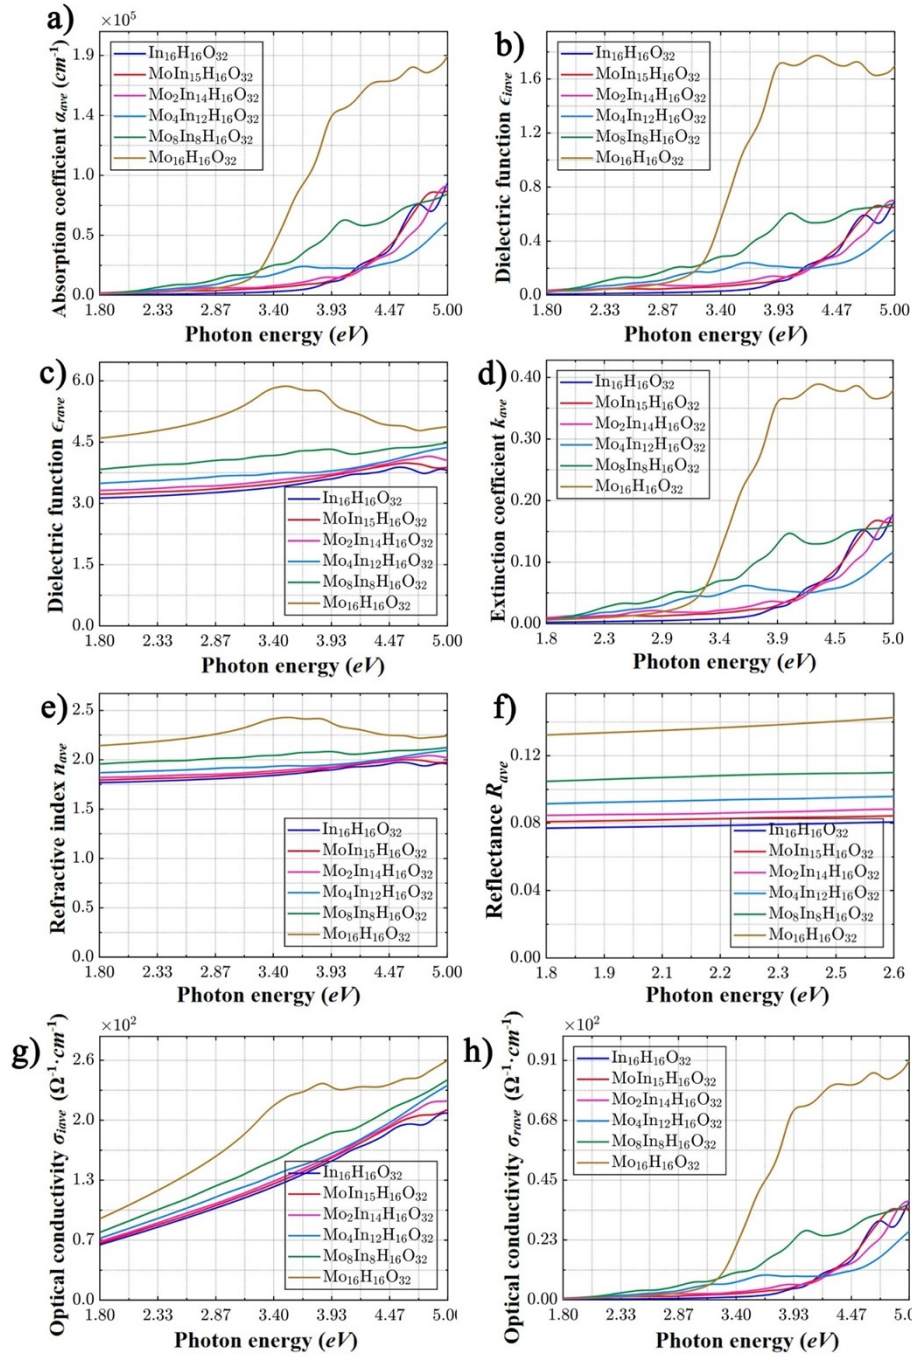 a)
×10⁵
Absorption coefficient αₐᵥₑ (cm⁻¹)
1.9
1.4
1.0
0.5
0.0
In₁₆H₁₆O₃₂
MoIn₁₅H₁₆O₃₂
Mo₂In₁₄H₁₆O₃₂
Mo₄In₁₂H₁₆O₃₂
Mo₈In₈H₁₆O₃₂
Mo₁₆H₁₆O₃₂
1.80 2.33 2.87 3.40 3.93 4.47 5.00
Photon energy (eV)
b)
Dielectric function ϵᵢₐᵥₑ
1.6
1.2
0.8
0.4
0.0
In₁₆H₁₆O₃₂
MoIn₁₅H₁₆O₃₂
Mo₂In₁₄H₁₆O₃₂
Mo₄In₁₂H₁₆O₃₂
Mo₈In₈H₁₆O₃₂
Mo₁₆H₁₆O₃₂
1.80 2.33 2.87 3.40 3.93 4.47 5.00
Photon energy (eV)
c)
Dielectric function ϵᵣₐᵥₑ
6.0
4.5
3.0
1.5
0.0
In₁₆H₁₆O₃₂
MoIn₁₅H₁₆O₃₂
Mo₂In₁₄H₁₆O₃₂
Mo₄In₁₂H₁₆O₃₂
Mo₈In₈H₁₆O₃₂
Mo₁₆H₁₆O₃₂
1.80 2.33 2.87 3.40 3.93 4.47 5.00
Photon energy (eV)
d)
Extinction coefficient kₐᵥₑ
0.40
0.30
0.20
0.10
0.00
In₁₆H₁₆O₃₂
MoIn₁₅H₁₆O₃₂
Mo₂In₁₄H₁₆O₃₂
Mo₄In₁₂H₁₆O₃₂
Mo₈In₈H₁₆O₃₂
Mo₁₆H₁₆O₃₂
1.8 2.3 2.9 3.4 3.9 4.5 5.0
Photon energy (eV)
e)
Refractive index nₐᵥₑ
2.5
2.0
1.5
1.0
0.5
0.0
In₁₆H₁₆O₃₂
MoIn₁₅H₁₆O₃₂
Mo₂In₁₄H₁₆O₃₂
Mo₄In₁₂H₁₆O₃₂
Mo₈In₈H₁₆O₃₂
Mo₁₆H₁₆O₃₂
1.80 2.33 2.87 3.40 3.93 4.47 5.00
Photon energy (eV)
f)
Reflectance Rₐᵥₑ
0.12
0.08
0.04
0.00
In₁₆H₁₆O₃₂
MoIn₁₅H₁₆O₃₂
Mo₂In₁₄H₁₆O₃₂
Mo₄In₁₂H₁₆O₃₂
Mo₈In₈H₁₆O₃₂
Mo₁₆H₁₆O₃₂
1.8 1.9 2.1 2.2 2.3 2.5 2.6
Photon energy (eV)
g)
×10²
Optical conductivity σᵢₐᵥₑ (Ω⁻¹·cm⁻¹)
2.6
2.0
1.3
0.7
0.00
In₁₆H₁₆O₃₂
MoIn₁₅H₁₆O₃₂
Mo₂In₁₄H₁₆O₃₂
Mo₄In₁₂H₁₆O₃₂
Mo₈In₈H₁₆O₃₂
Mo₁₆H₁₆O₃₂
1.80 2.33 2.87 3.40 3.93 4.47 5.00
Photon energy (eV)
h)
×10²
Optical conductivity σᵣₐᵥₑ (Ω⁻¹·cm⁻¹)
0.91
0.68
0.45
0.23
0.00
In₁₆H₁₆O₃₂
MoIn₁₅H₁₆O₃₂
Mo₂In₁₄H₁₆O₃₂
Mo₄In₁₂H₁₆O₃₂
Mo₈In₈H₁₆O₃₂
Mo₁₆H₁₆O₃₂
1.80 2.33 2.87 3.40 3.93 4.47 5.0
Photon energy (eV)